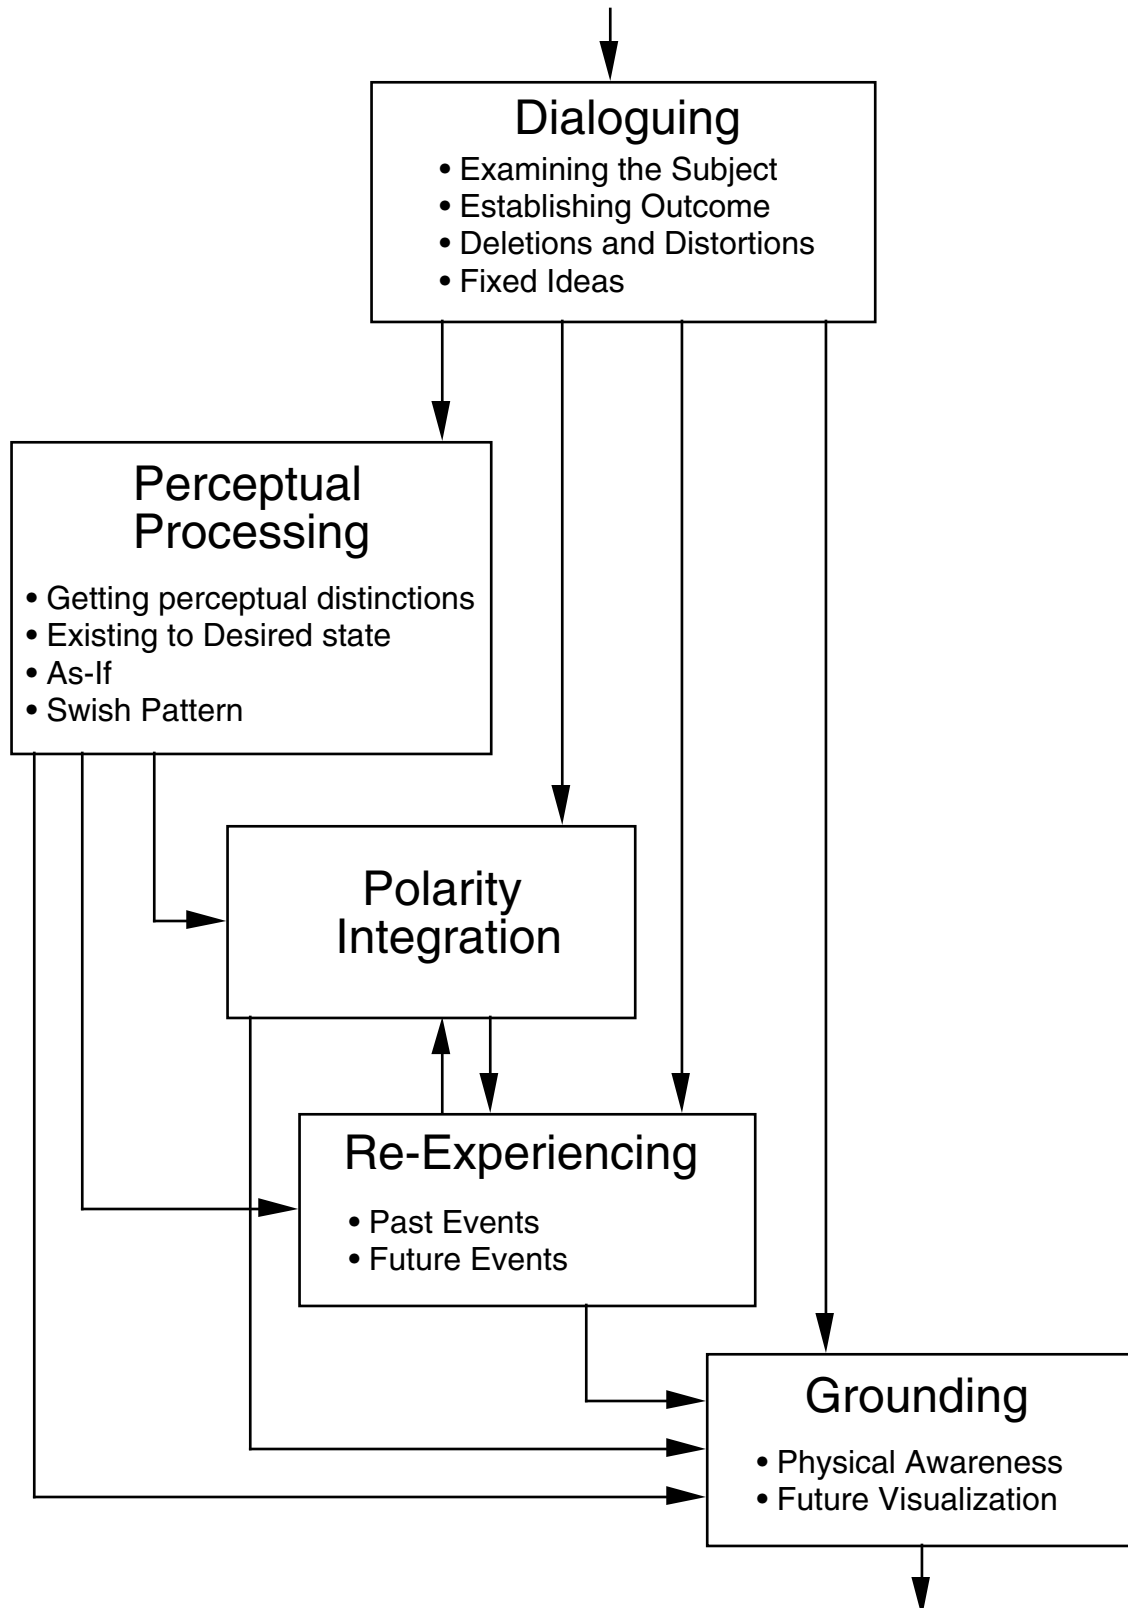 Dialoguing
• Examining the Subject
• Establishing Outcome
• Deletions and Distortions
• Fixed Ideas
Perceptual
Processing
• Getting perceptual distinctions
• Existing to Desired state
• As-If
• Swish Pattern
Polarity
Integration
Re-Experiencing
• Past Events
• Future Events
Grounding
• Physical Awareness
• Future Visualization